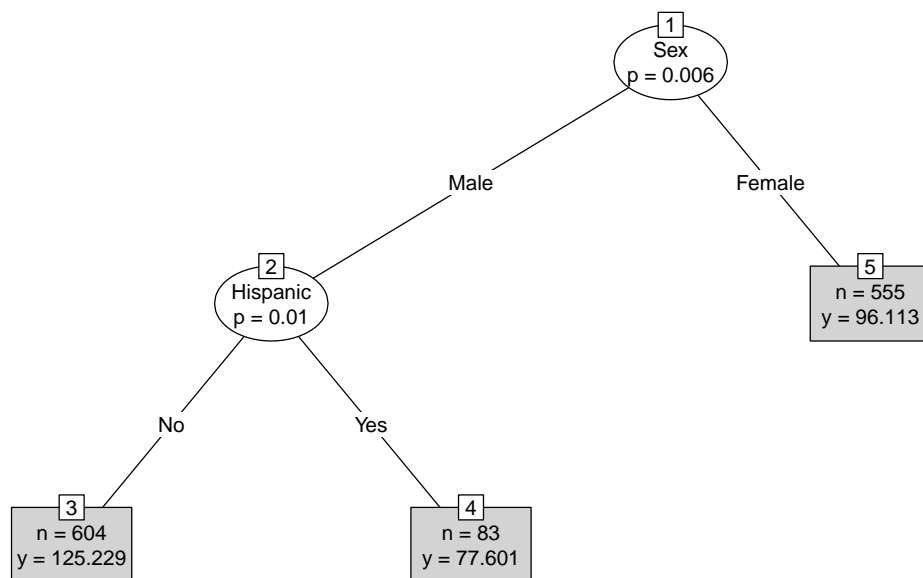 1
Sex
p = 0.006
Male
Female
2
Hispanic
p = 0.01
5
n = 555
y = 96.113
No
Yes
3
n = 604
y = 125.229
4
n = 83
y = 77.601